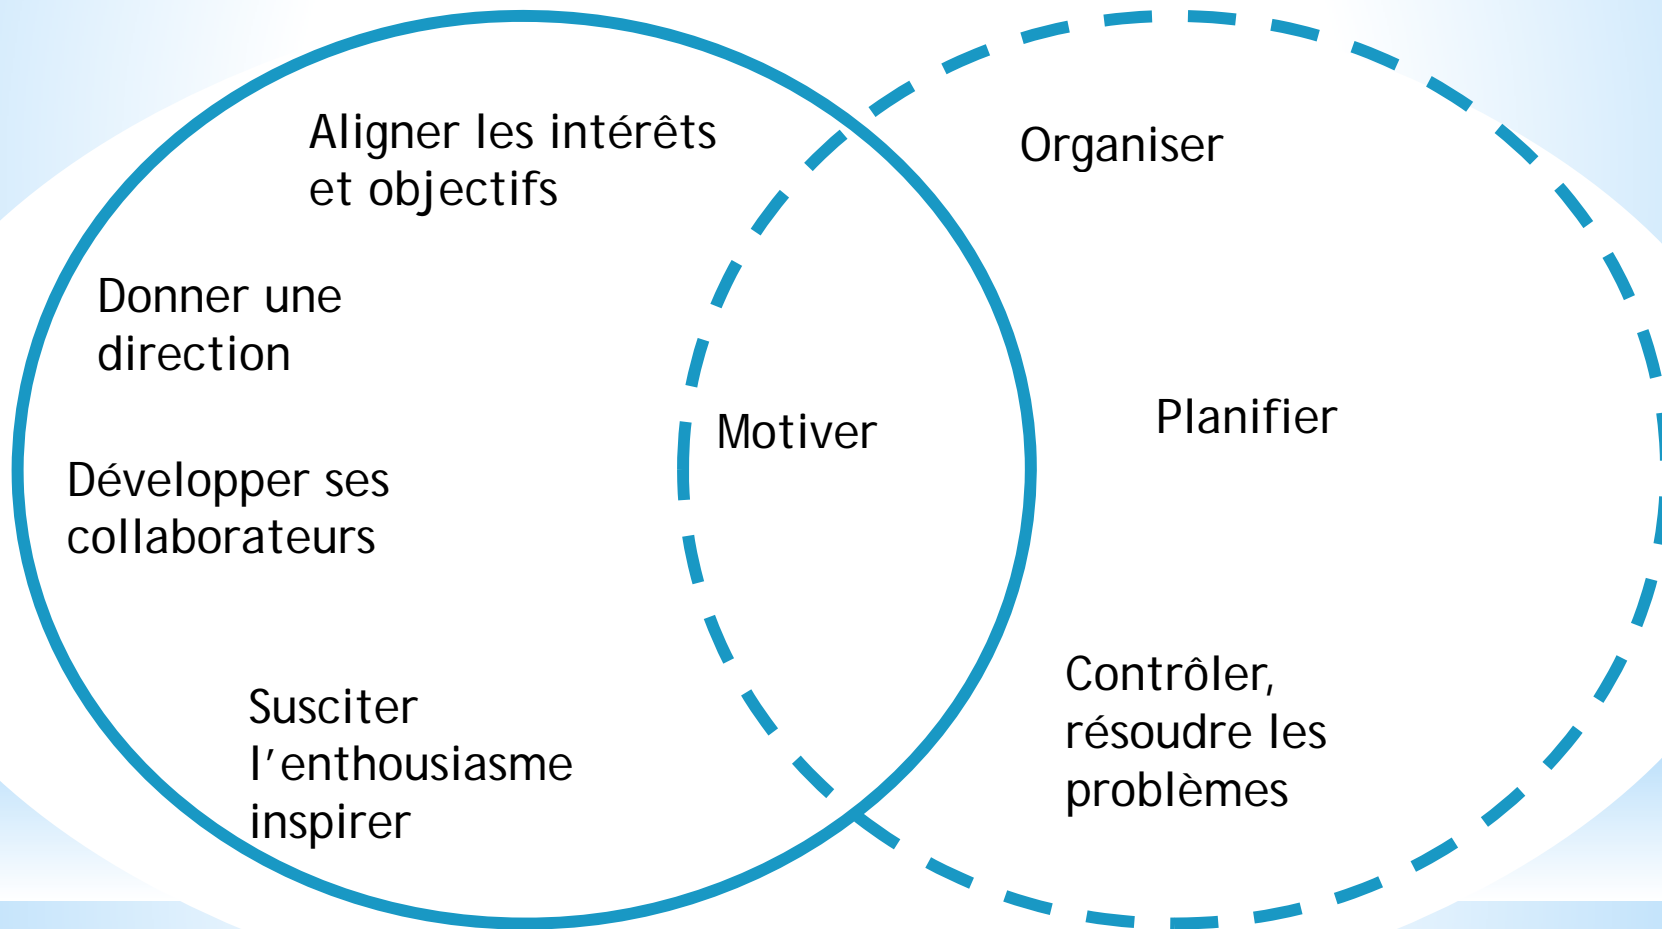 Aligner les intérêts
et objectifs
Donner une
direction
Développer ses
collaborateurs
Susciter
l’enthousiasme
inspirer
Motiver
Organiser
Planifier
Contrôler,
résoudre les
problèmes